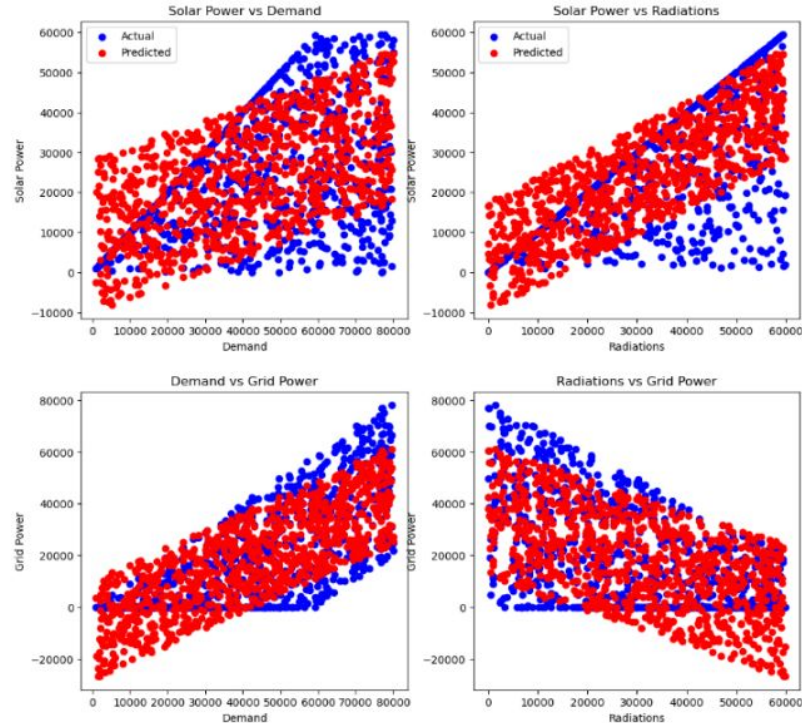 Solar Power vs Demand
Actual
Predicted
60000
50000
40000
30000
20000
10000
0
−10000
Solar Power
0 10000 20000 30000 40000 50000 60000 70000 80000
Demand
Solar Power vs Radiations
Actual
Predicted
60000
50000
40000
30000
20000
10000
0
−10000
Solar Power
0 10000 20000 30000 40000 50000 60000
Radiations
Demand vs Grid Power
80000
60000
40000
20000
0
−20000
Grid Power
0 10000 20000 30000 40000 50000 60000 70000 80000
Demand
Radiations vs Grid Power
80000
60000
40000
20000
0
−20000
Grid Power
0 10000 20000 30000 40000 50000 60000
Radiations